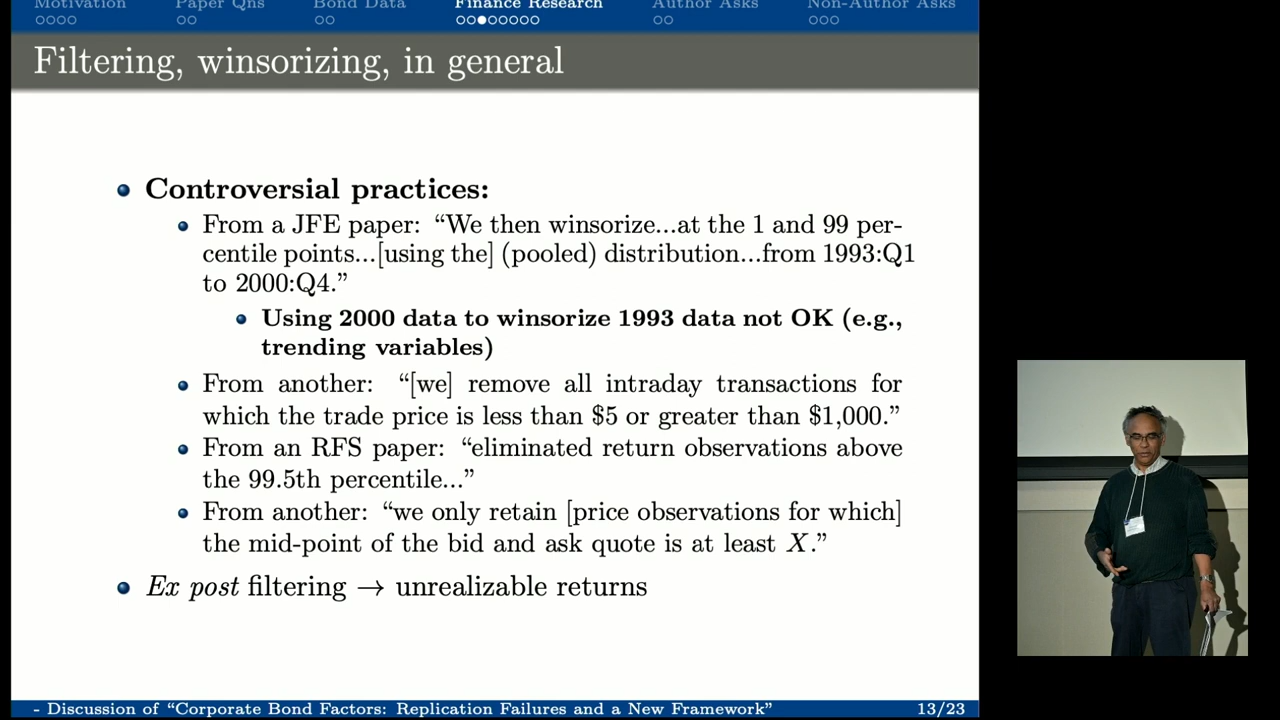 Motivation Paper Qns Bond Data Finance Research Author Asks Non-Author Asks
Filtering, winsorizing, in general
Controversial practices:
From a JFE paper: “We then winsorize...at the 1 and 99 per-
centile points...[using the] (pooled) distribution...from 1993:Q1
to 2000:Q4.”
Using 2000 data to winsorize 1993 data not OK (e.g.,
trending variables)
From another: “[we] remove all intraday transactions for
which the trade price is less than $5 or greater than $1,000.”
From an RFS paper: “eliminated return observations above
the 99.5th percentile...”
From another: “we only retain [price observations for which]
the mid-point of the bid and ask quote is at least X.”
Ex post filtering → unrealizable returns
- Discussion of “Corporate Bond Factors: Replication Failures and a New Framework” 13/23